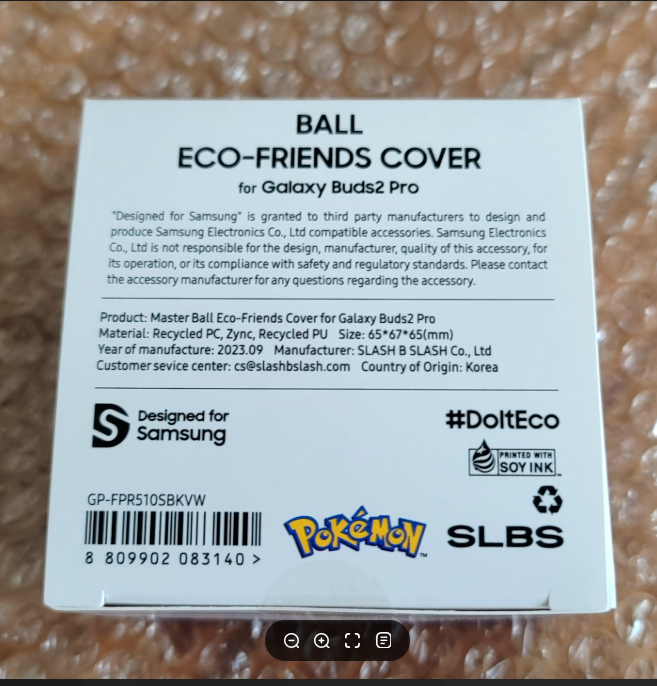 BALL
ECO-FRIENDS COVER
for Galaxy Buds2 Pro
"Designed for Samsung" is granted to third party manufacturers to design and
produce Samsung Electronics Co., Ltd compatible accessories. Samsung Electronics
Co., Ltd is not responsible for the design, manufacturer, quality of this accessory, for
its operation, or its compliance with safety and regulatory standards. Please contact
the accessory manufacturer for any questions regarding the accessory.
Product: Master Ball Eco-Friends Cover for Galaxy Buds2 Pro
Material: Recycled PC, Zync, Recycled PU Size: 65*67*65(mm)
Year of manufacture: 2023.09 Manufacturer: SLASH B SLASH Co., Ltd
Customer sevice center: cs@slashbslash.com Country of Origin: Korea
Designed for
Samsung
#DoItEco
PRINTED WITH
SOY INK™
GP-FPR510SBKVW
8 809902 083140 >
POKéMON™
SLBS